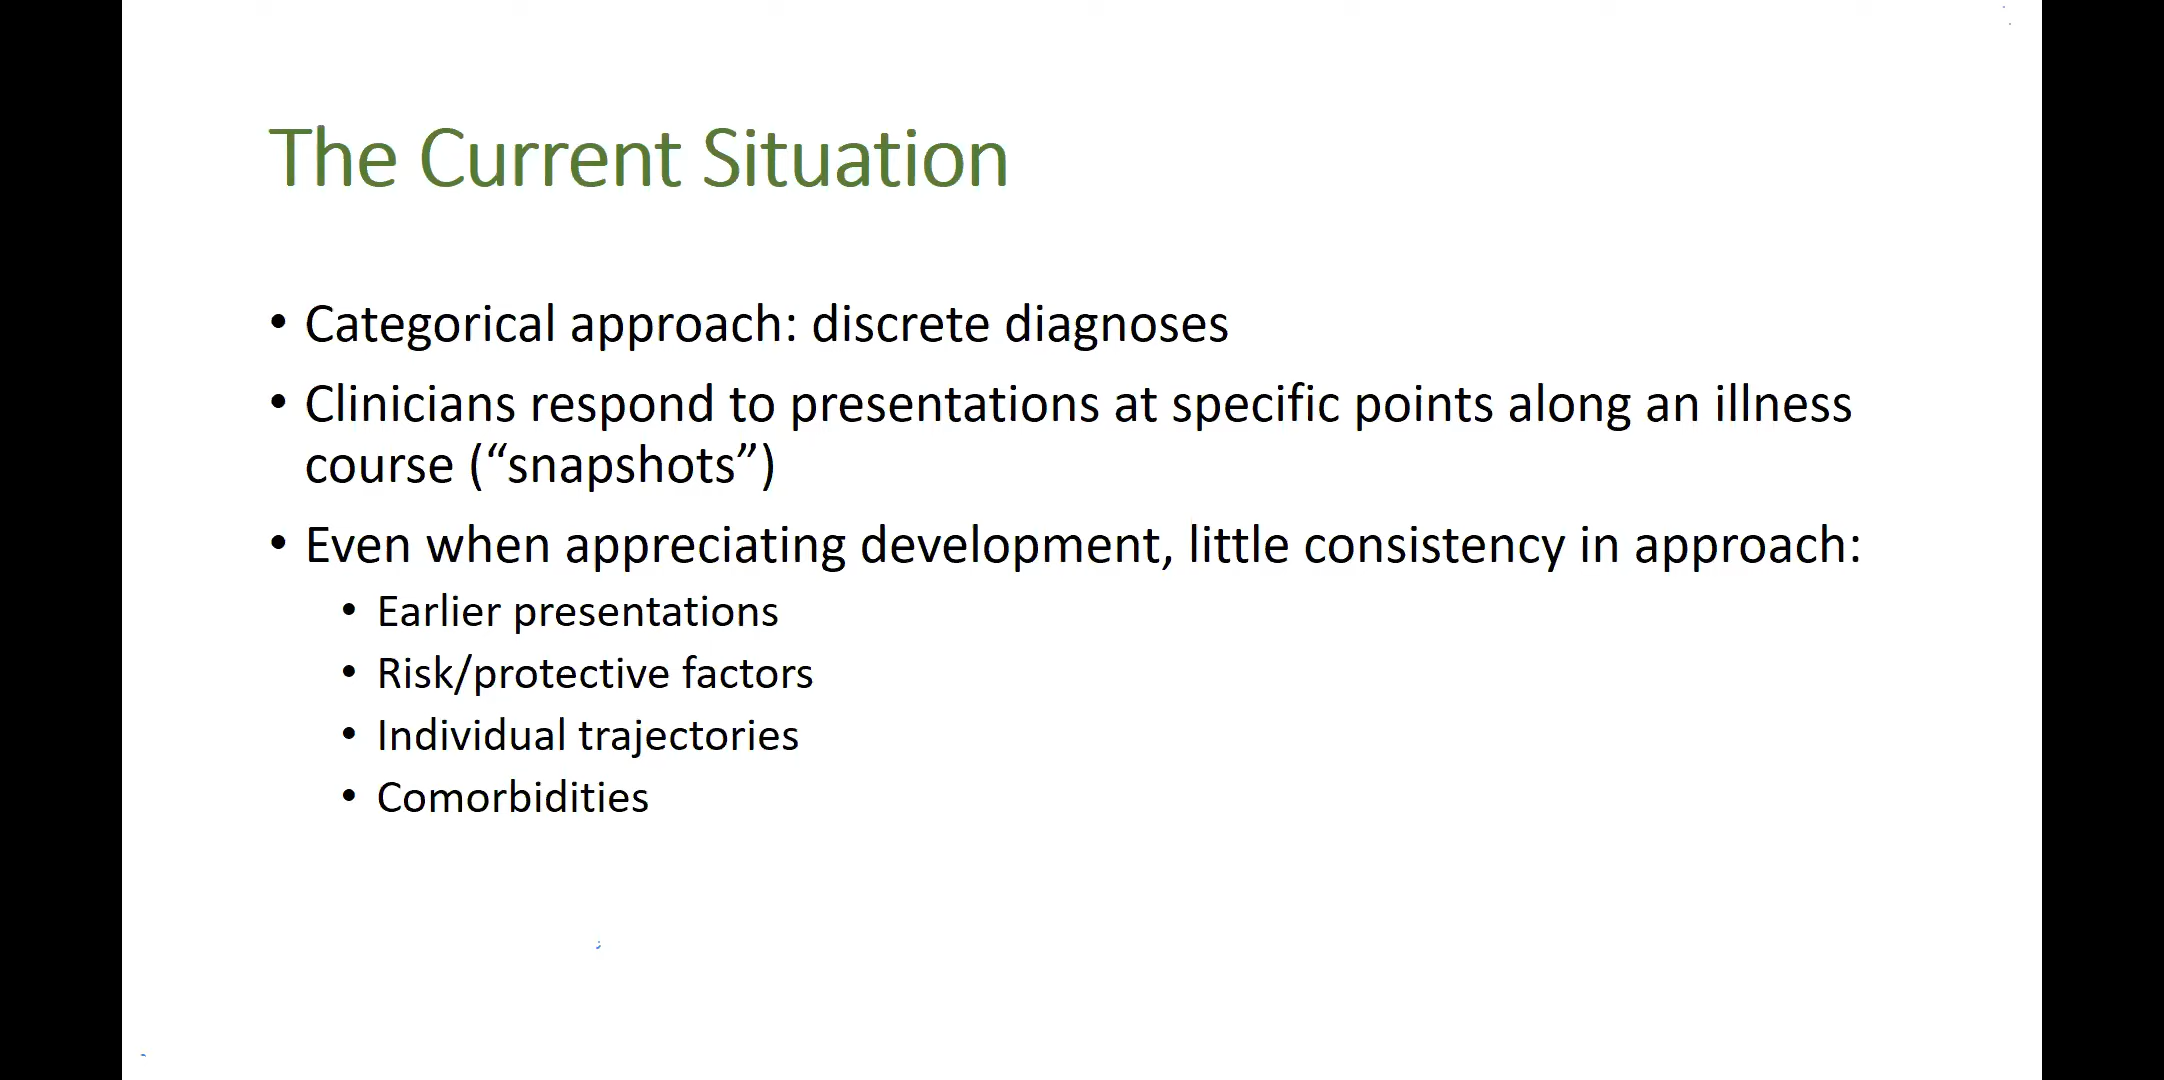 The Current Situation
• Categorical approach: discrete diagnoses
• Clinicians respond to presentations at specific points along an illness
course (“snapshots”)
• Even when appreciating development, little consistency in approach:
• Earlier presentations
• Risk/protective factors
• Individual trajectories
• Comorbidities